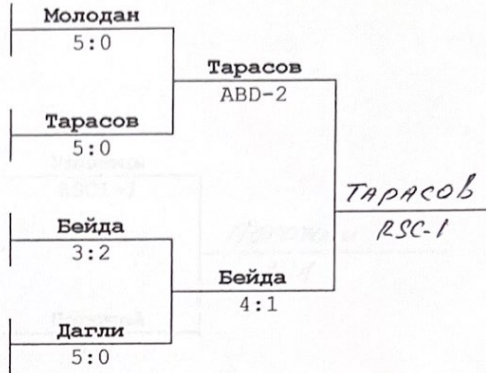 Молодан
5:0
Тарасов
ABD-2
Тарасов
5:0
ТАРАСОВ
RSC-1
Бейда
3:2
Бейда
4:1
Дагли
5:0